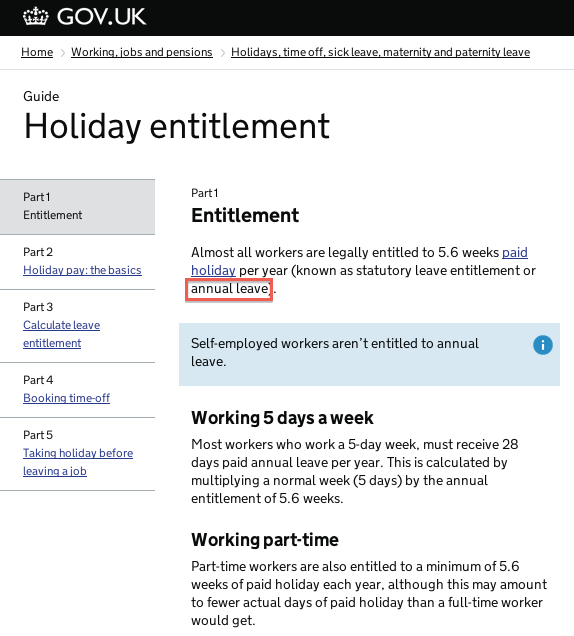 GOV.UK
Home > Working, jobs and pensions > Holidays, time off, sick leave, maternity and paternity leave
Guide
Holiday entitlement
Part 1
Entitlement
Part 2
Holiday pay: the basics
Part 3
Calculate leave
entitlement
Part 4
Booking time-off
Part 5
Taking holiday before
leaving a job
Part 1
Entitlement
Almost all workers are legally entitled to 5.6 weeks paid
holiday per year (known as statutory leave entitlement or
annual leave).
Self-employed workers aren’t entitled to annual
leave.
Working 5 days a week
Most workers who work a 5-day week, must receive 28
days paid annual leave per year. This is calculated by
multiplying a normal week (5 days) by the annual
entitlement of 5.6 weeks.
Working part-time
Part-time workers are also entitled to a minimum of 5.6
weeks of paid holiday each year, although this may amount
to fewer actual days of paid holiday than a full-time worker
would get.